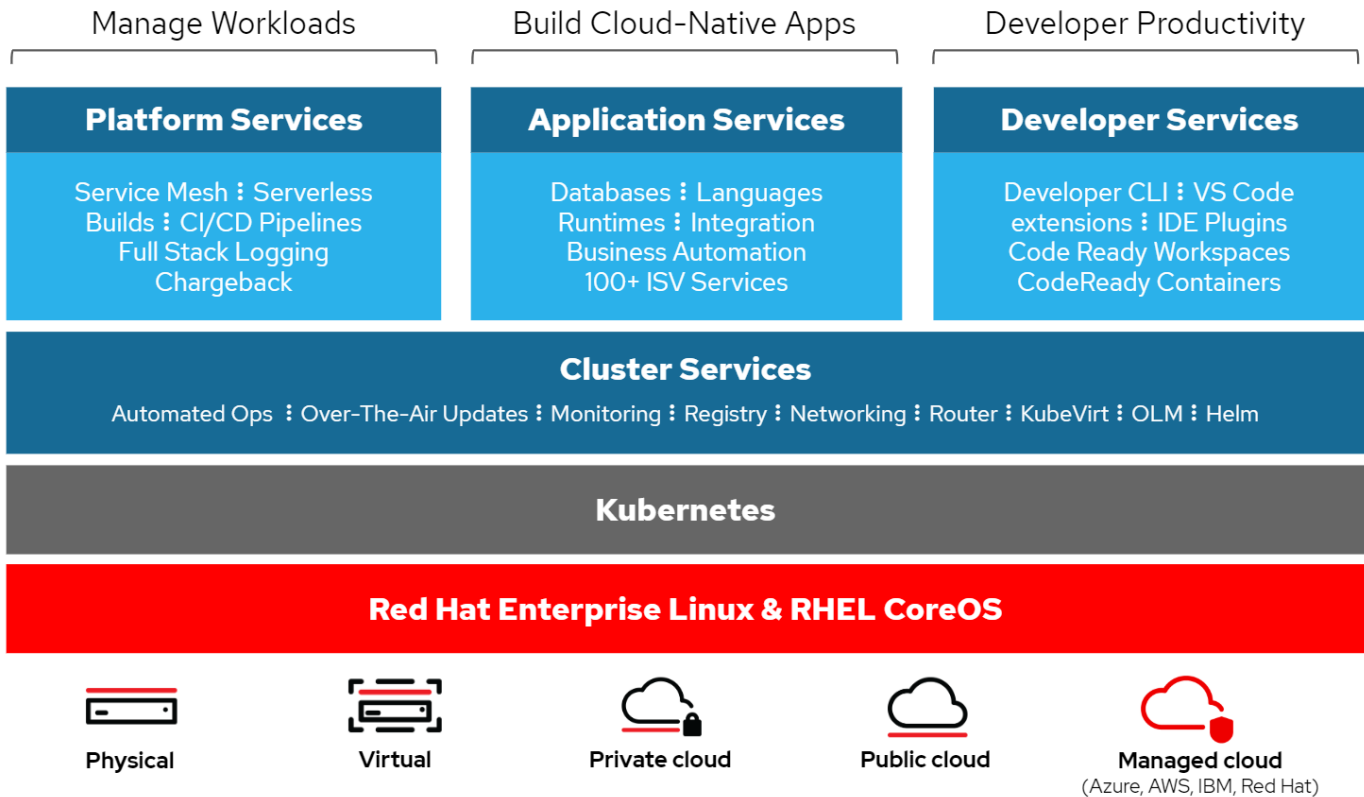 Manage Workloads
Build Cloud-Native Apps
Developer Productivity
Platform Services
Service Mesh ⋮ Serverless
Builds ⋮ CI/CD Pipelines
Full Stack Logging
Chargeback
Application Services
Databases ⋮ Languages
Runtimes ⋮ Integration
Business Automation
100+ ISV Services
Developer Services
Developer CLI ⋮ VS Code
extensions ⋮ IDE Plugins
Code Ready Workspaces
CodeReady Containers
Cluster Services
Automated Ops ⋮ Over-The-Air Updates ⋮ Monitoring ⋮ Registry ⋮ Networking ⋮ Router ⋮ KubeVirt ⋮ OLM ⋮ Helm
Kubernetes
Red Hat Enterprise Linux & RHEL CoreOS
Physical
Virtual
Private cloud
Public cloud
Managed cloud
(Azure, AWS, IBM, Red Hat)